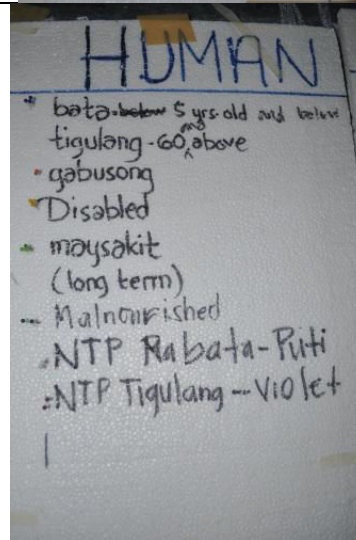 HUMAN
bata - below 5 yrs. old and below
tigulang - 60 and above
gabusong
Disabled
maysakit
(long term)
Malnourished
NTP Rabata - Puti
NTP Tigulang -- Violet